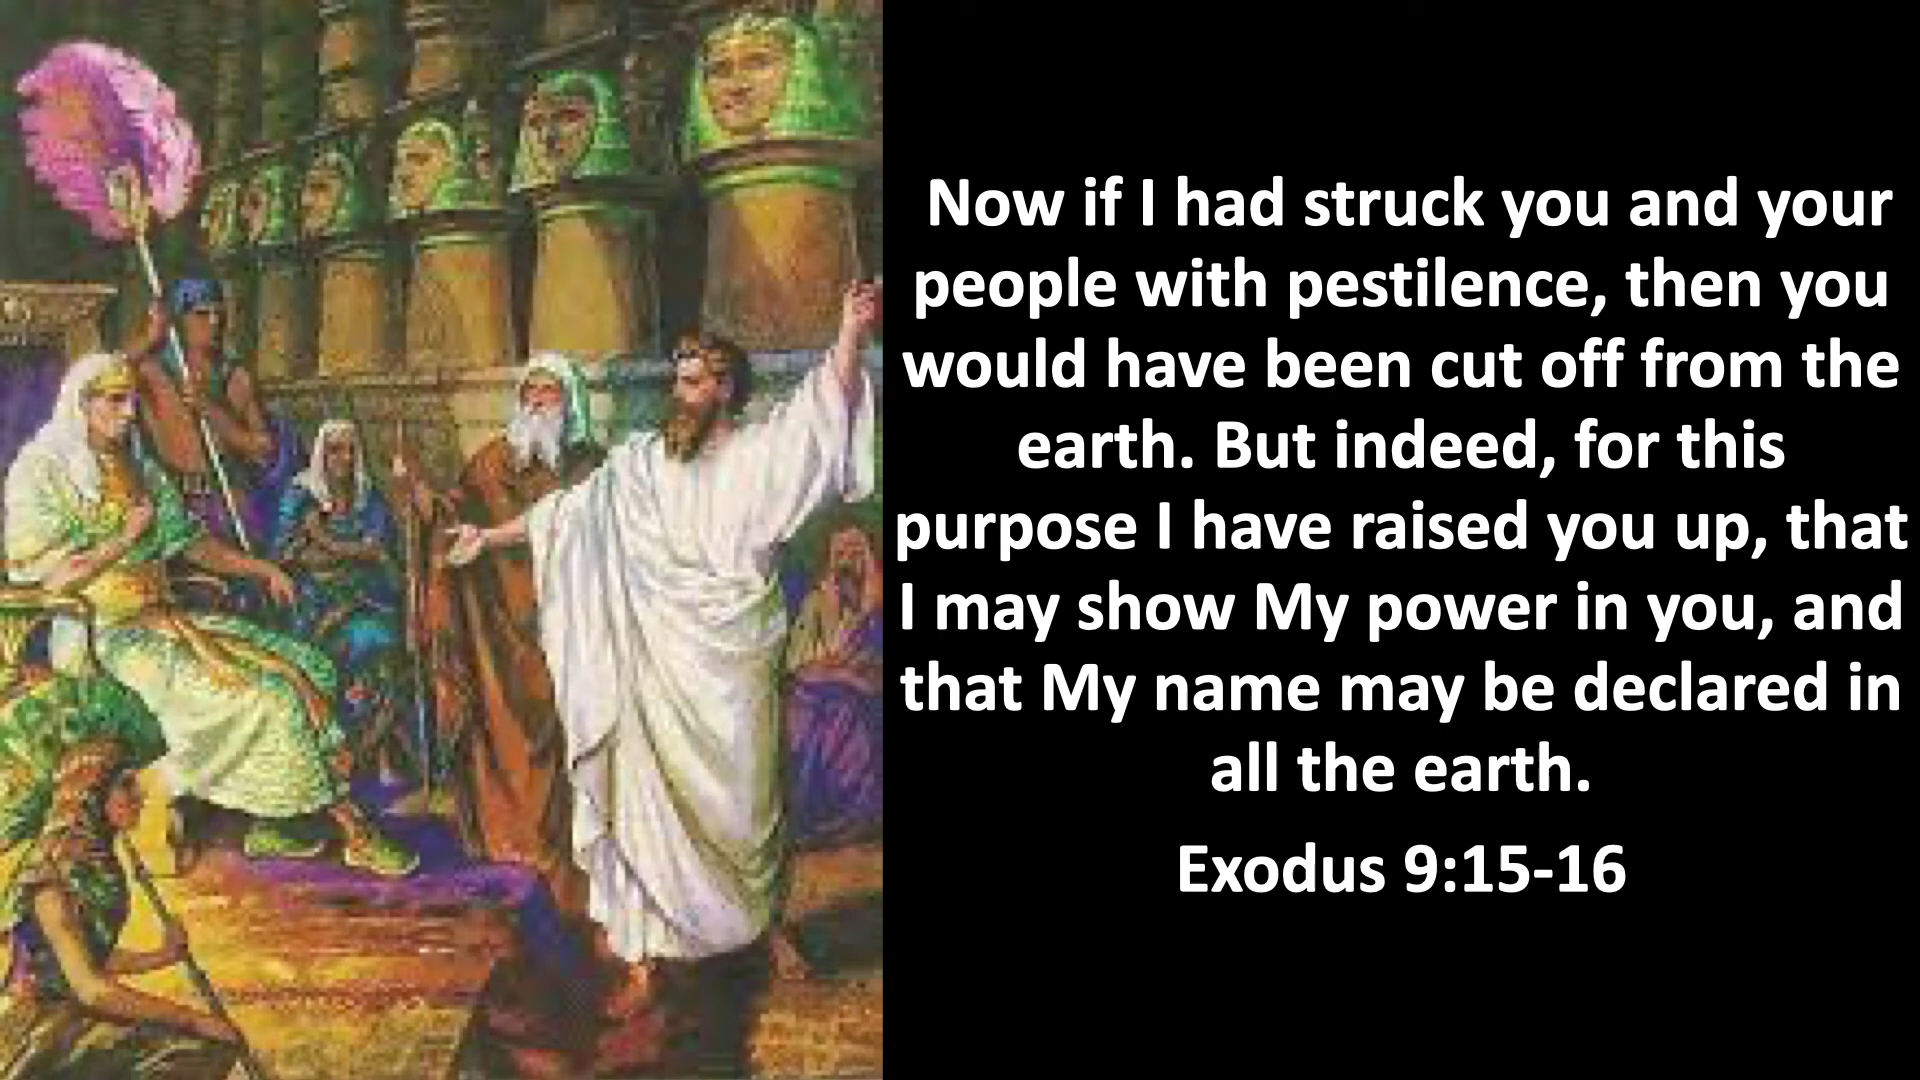 Now if I had struck you and your
people with pestilence, then you
would have been cut off from the
earth. But indeed, for this
purpose I have raised you up, that
I may show My power in you, and
that My name may be declared in
all the earth.
Exodus 9:15-16